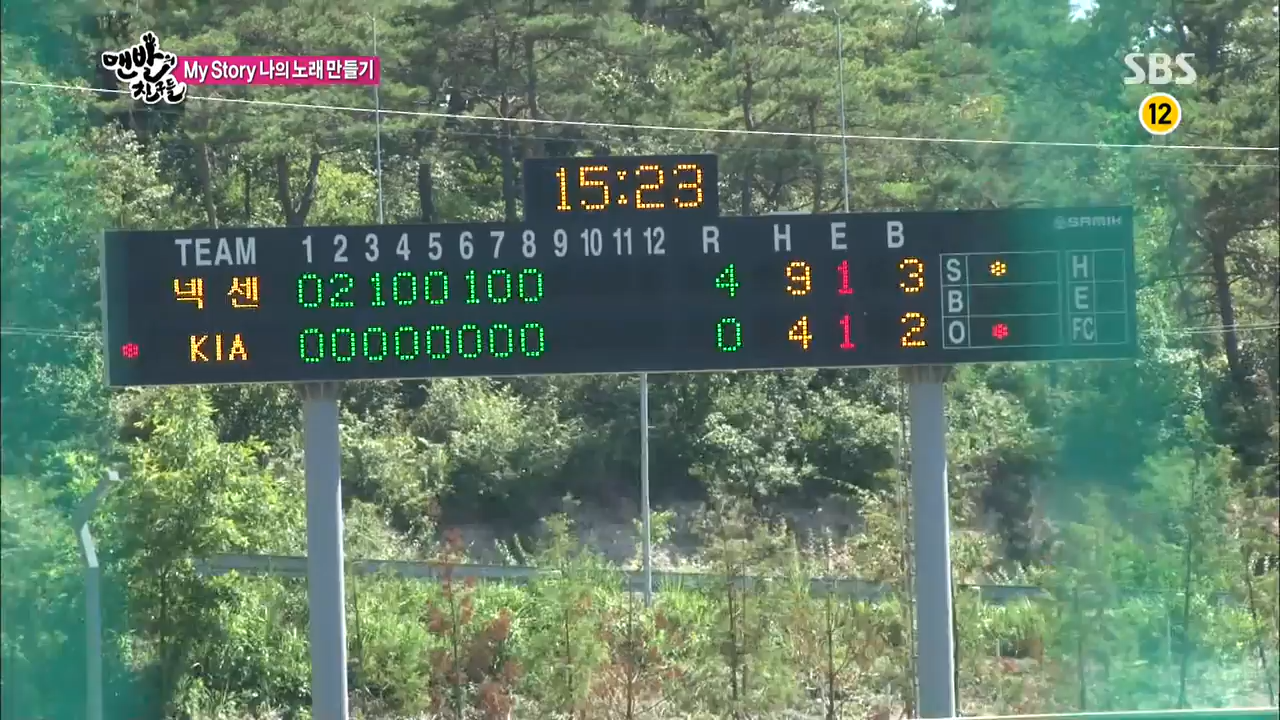 맨발의 친구들
My Story 나의 노래 만들기
SBS
12
15:23
SAMIK
TEAM 1 2 3 4 5 6 7 8 9 10 11 12 R H E B
넥센 0 2 1 0 0 1 0 0 4 9 1 3 S H
B E
KIA 0 0 0 0 0 0 0 0 0 4 1 2 O FC